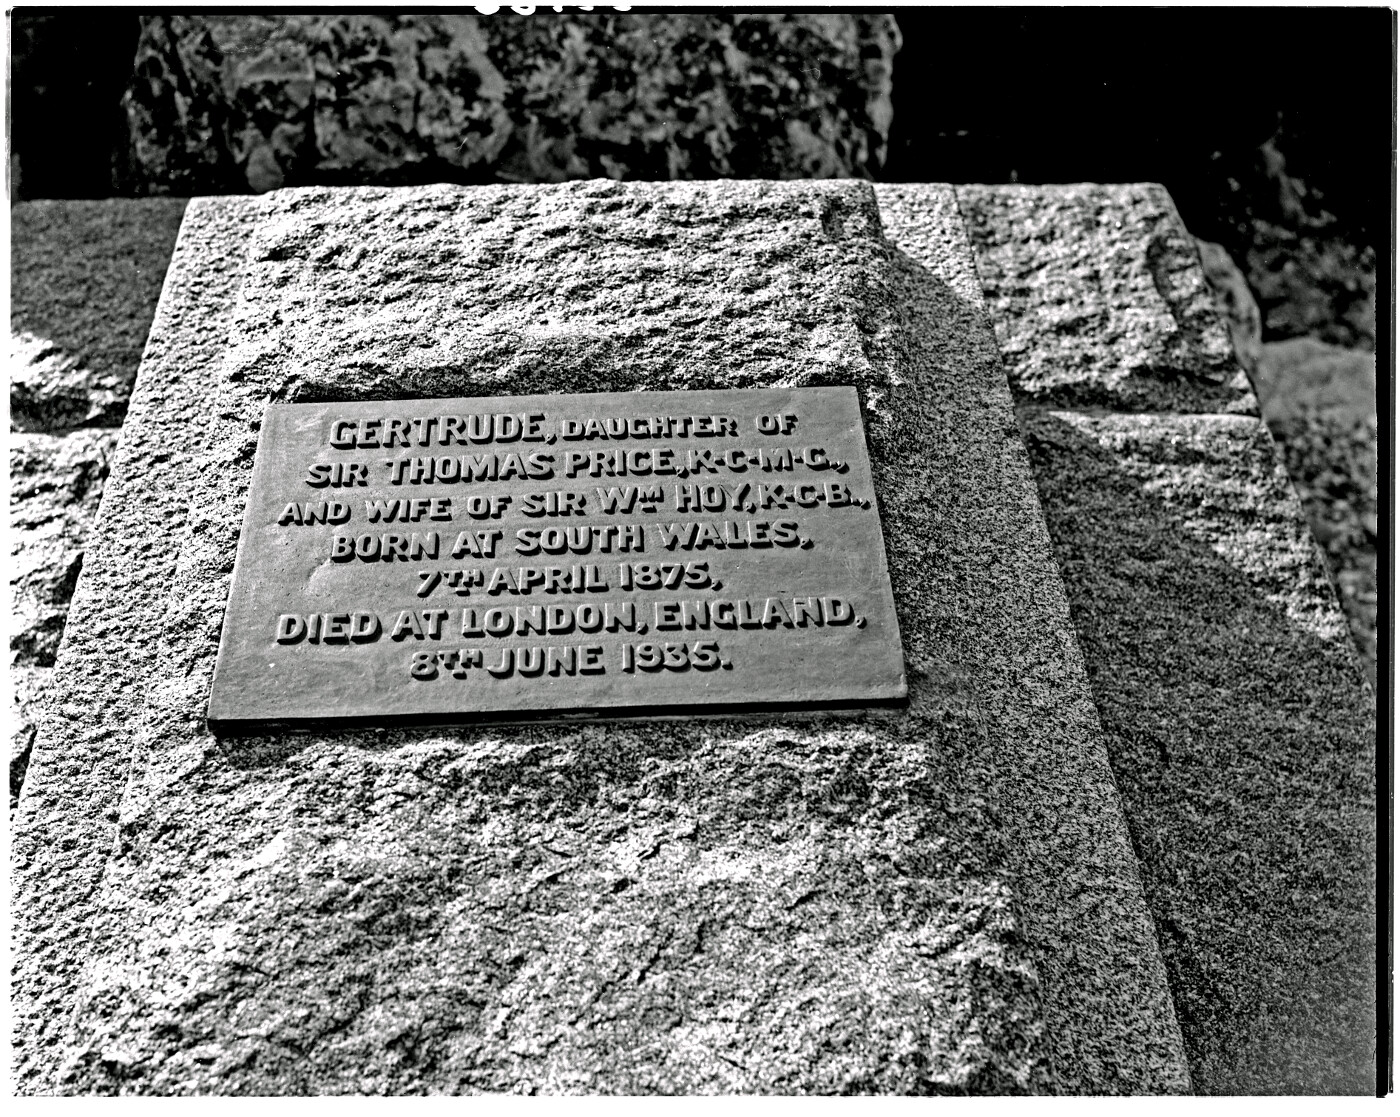 GERTRUDE, DAUGHTER OF
SIR THOMAS PRICE, K·C·M·G.,
AND WIFE OF SIR WM HOY, K·C·B.,
BORN AT SOUTH WALES,
7TH APRIL 1875,
DIED AT LONDON, ENGLAND,
8TH JUNE 1935.